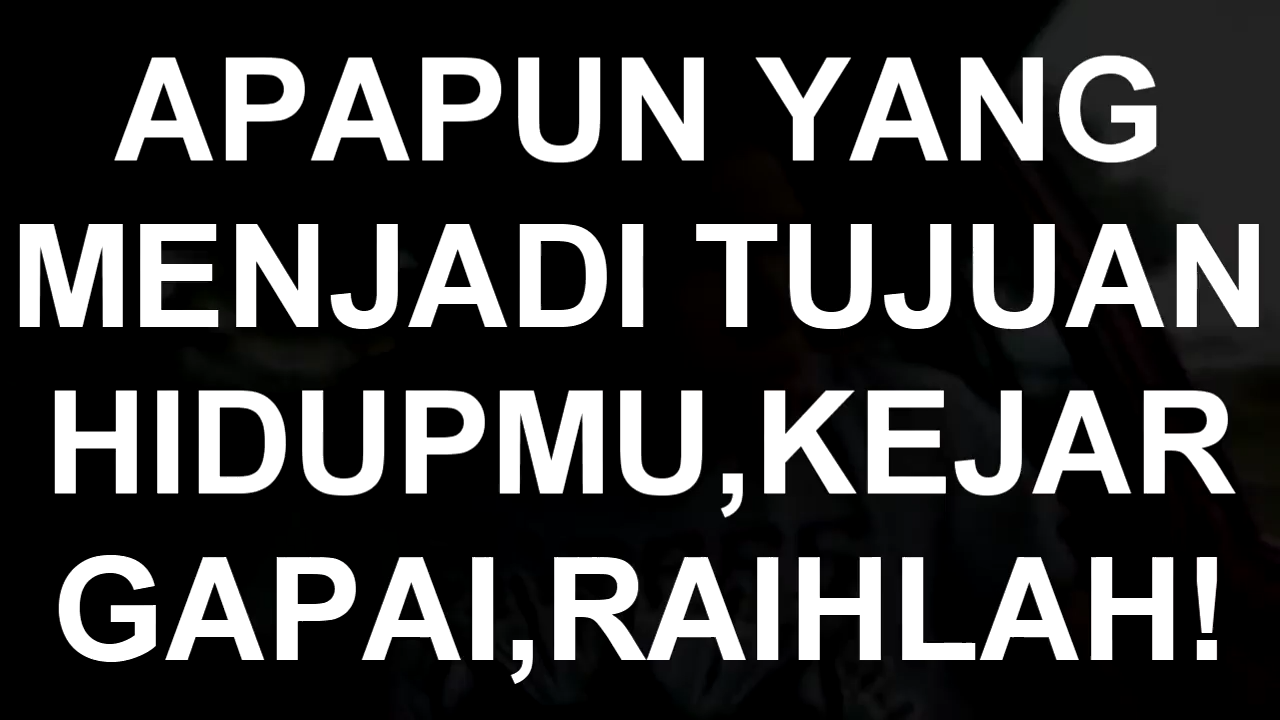 APAPUN YANG
MENJADI TUJUAN
HIDUPMU,KEJAR
GAPAI,RAIHLAH!